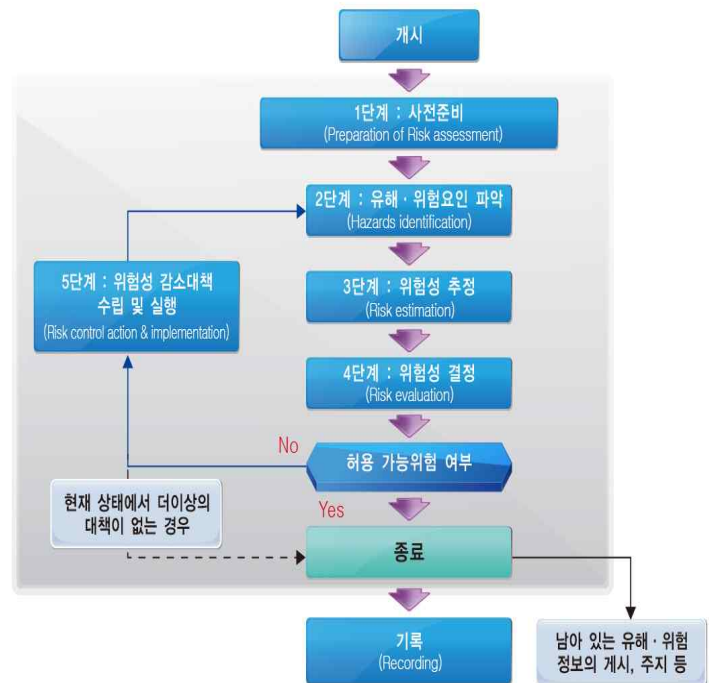 개시
1단계 : 사전준비
(Preparation of Risk assessment)
2단계 : 유해 · 위험요인 파악
(Hazards identification)
5단계 : 위험성 감소대책
수립 및 실행
(Risk control action & implementation)
3단계 : 위험성 추정
(Risk estimation)
4단계 : 위험성 결정
(Risk evaluation)
No
허용 가능위험 여부
Yes
현재 상태에서 더이상의
대책이 없는 경우
종료
기록
(Recording)
남아 있는 유해 · 위험
정보의 게시, 주지 등